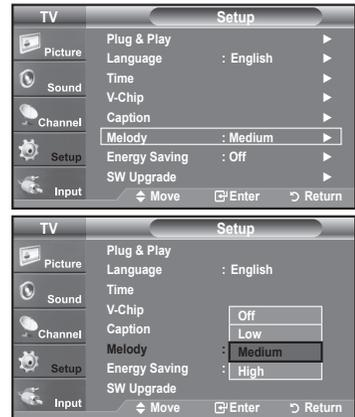 TV Setup
Picture
Sound
Channel
Setup
Input
Plug & Play ►
Language : English ►
Time ►
V-Chip ►
Caption ►
Melody : Medium ►
Energy Saving : Off ►
SW Upgrade ►
Move Enter Return
TV Setup
Picture
Sound
Channel
Setup
Input
Plug & Play
Language : English
Time
V-Chip
Caption
Melody :
Energy Saving :
SW Upgrade
Off
Low
Medium
High
Move Enter Return